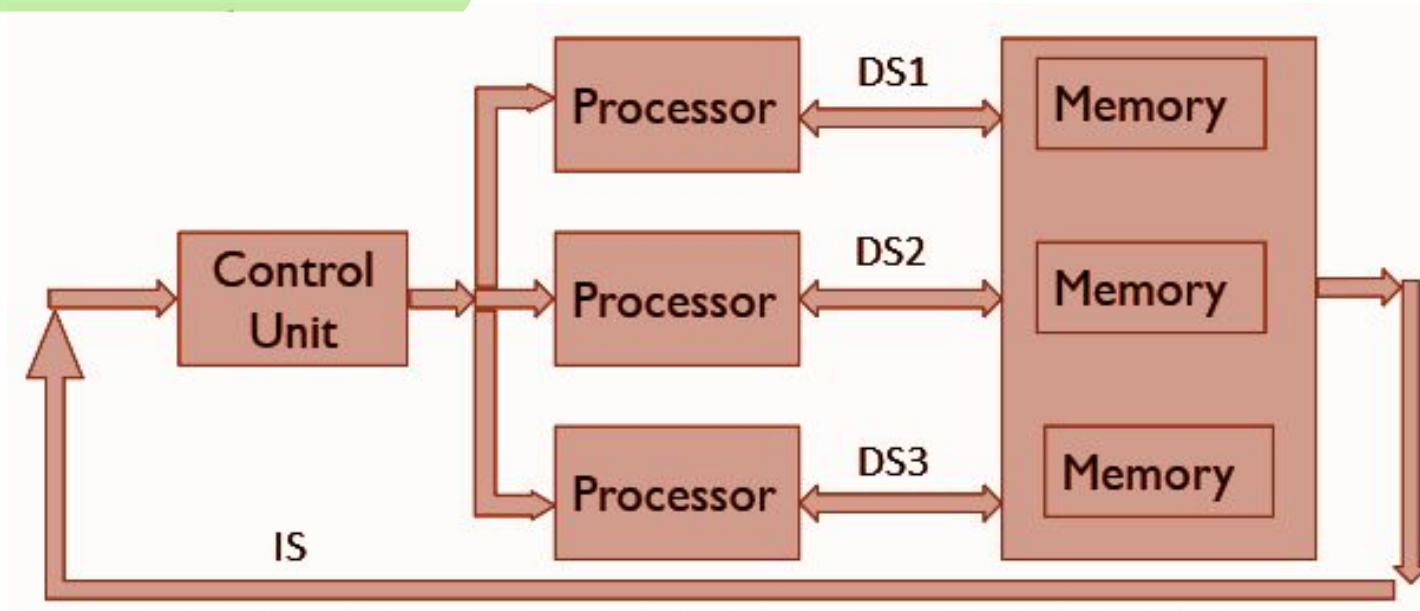 Processor
DS1
Memory
Control
Unit
Processor
DS2
Memory
Processor
DS3
Memory
IS